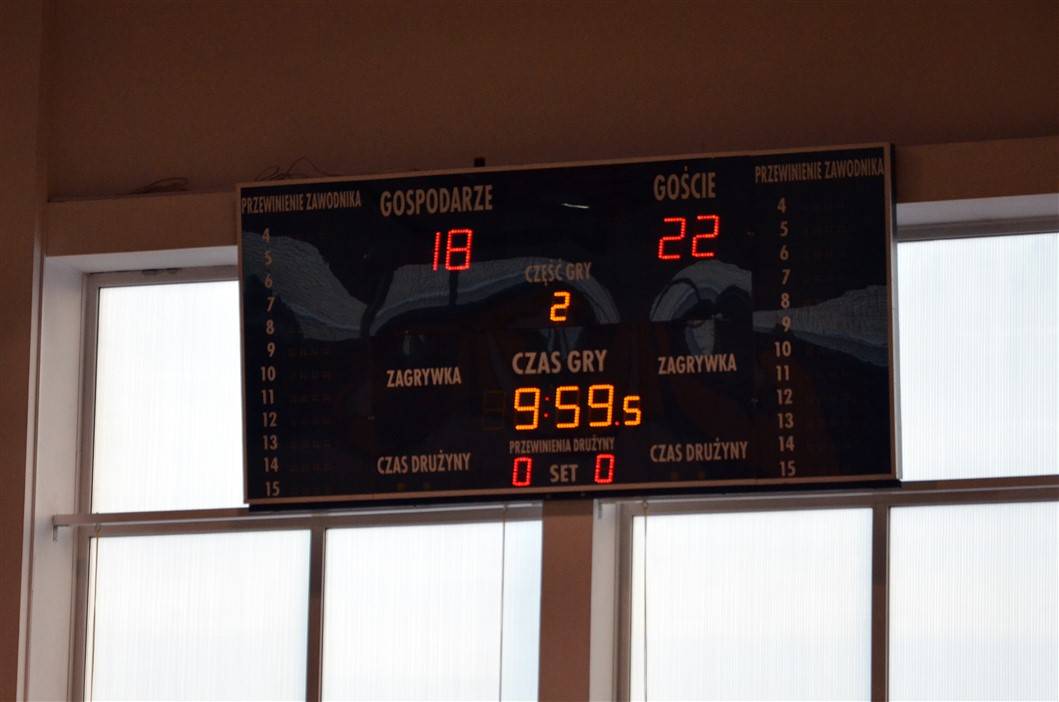 PRZEWINIENIE ZAWODNIKA
GOSPODARZE
GOŚCIE
PRZEWINIENIE ZAWODNIKA
18
22
CZĘŚĆ GRY
2
4
5
6
7
8
9
10
11
12
13
14
15
4
5
6
7
8
9
10
11
12
13
14
15
ZAGRYWKA
CZAS GRY
ZAGRYWKA
9:59.5
PRZEWINIENIA DRUŻYNY
CZAS DRUŻYNY
0 SET 0
CZAS DRUŻYNY